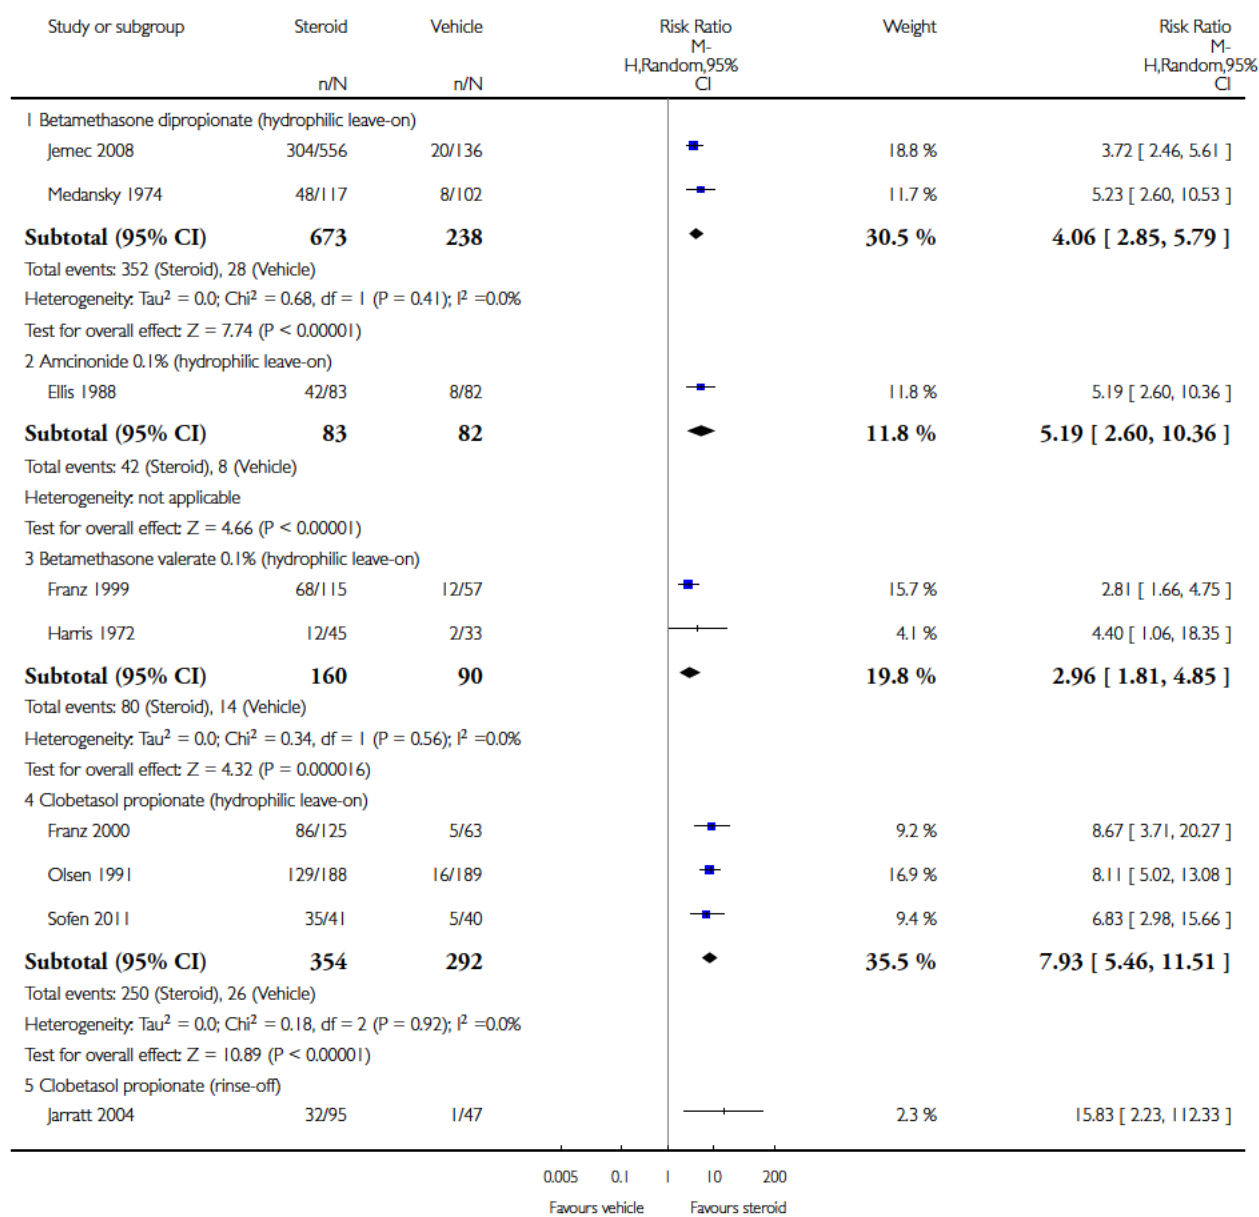 Study or subgroup Steroid Vehicle Risk Ratio Weight Risk Ratio
M- M-
H,Random,95% H,Random,95%
n/N n/N CI CI
1 Betamethasone dipropionate (hydrophilic leave-on)
Jemec 2008 304/556 20/136 18.8 % 3.72 [ 2.46, 5.61 ]
Medansky 1974 48/117 8/102 11.7 % 5.23 [ 2.60, 10.53 ]
Subtotal (95% CI) 673 238 30.5 % 4.06 [ 2.85, 5.79 ]
Total events: 352 (Steroid), 28 (Vehicle)
Heterogeneity: Tau² = 0.0; Chi² = 0.68, df = 1 (P = 0.41); I² =0.0%
Test for overall effect: Z = 7.74 (P < 0.00001)
2 Amcinonide 0.1% (hydrophilic leave-on)
Ellis 1988 42/83 8/82 11.8 % 5.19 [ 2.60, 10.36 ]
Subtotal (95% CI) 83 82 11.8 % 5.19 [ 2.60, 10.36 ]
Total events: 42 (Steroid), 8 (Vehicle)
Heterogeneity: not applicable
Test for overall effect: Z = 4.66 (P < 0.00001)
3 Betamethasone valerate 0.1% (hydrophilic leave-on)
Franz 1999 68/115 12/57 15.7 % 2.81 [ 1.66, 4.75 ]
Harris 1972 12/45 2/33 4.1 % 4.40 [ 1.06, 18.35 ]
Subtotal (95% CI) 160 90 19.8 % 2.96 [ 1.81, 4.85 ]
Total events: 80 (Steroid), 14 (Vehicle)
Heterogeneity: Tau² = 0.0; Chi² = 0.34, df = 1 (P = 0.56); I² =0.0%
Test for overall effect: Z = 4.32 (P = 0.000016)
4 Clobetasol propionate (hydrophilic leave-on)
Franz 2000 86/125 5/63 9.2 % 8.67 [ 3.71, 20.27 ]
Olsen 1991 129/188 16/189 16.9 % 8.11 [ 5.02, 13.08 ]
Sofen 2011 35/41 5/40 9.4 % 6.83 [ 2.98, 15.66 ]
Subtotal (95% CI) 354 292 35.5 % 7.93 [ 5.46, 11.51 ]
Total events: 250 (Steroid), 26 (Vehicle)
Heterogeneity: Tau² = 0.0; Chi² = 0.18, df = 2 (P = 0.92); I² =0.0%
Test for overall effect: Z = 10.89 (P < 0.00001)
5 Clobetasol propionate (rinse-off)
Jarratt 2004 32/95 1/47 2.3 % 15.83 [ 2.23, 112.33 ]
0.005 0.1 1 10 200
Favours vehicle Favours steroid